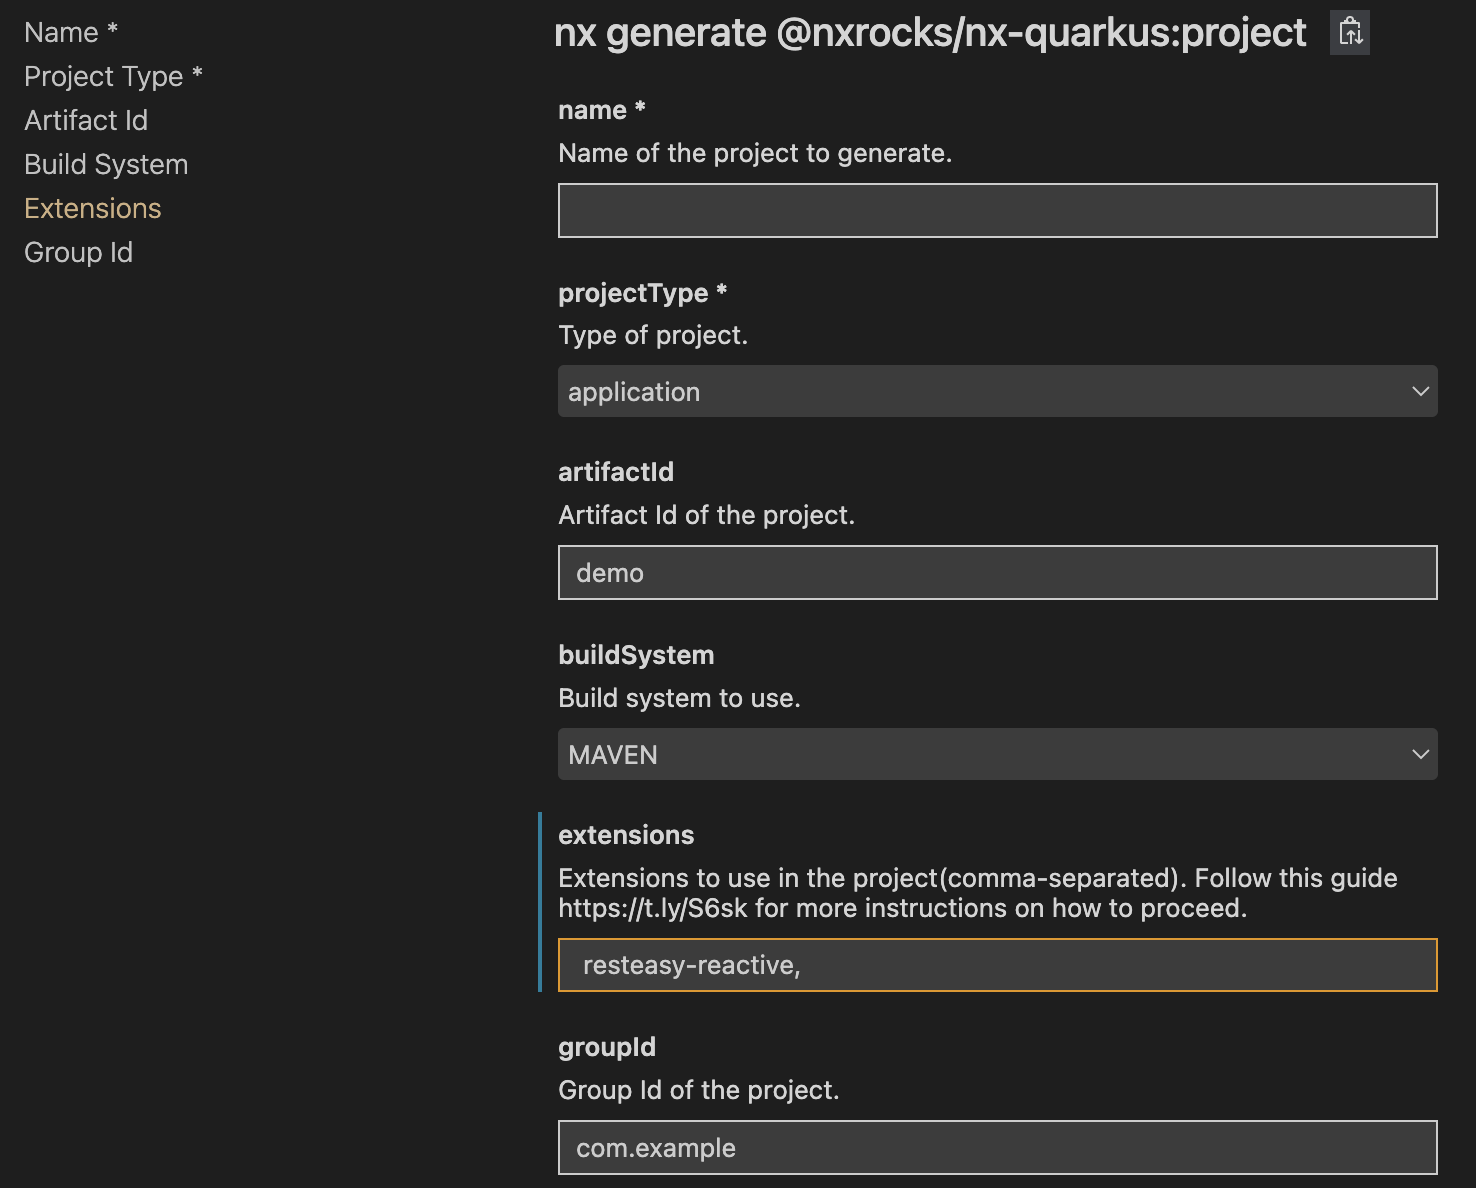 Name *
Project Type *
Artifact Id
Build System
Extensions
Group Id
nx generate @nxrocks/nx-quarkus:project
name *
Name of the project to generate.
projectType *
Type of project.
application
artifactId
Artifact Id of the project.
demo
buildSystem
Build system to use.
MAVEN
extensions
Extensions to use in the project(comma-separated). Follow this guide
https://t.ly/S6sk for more instructions on how to proceed.
resteasy-reactive,
groupId
Group Id of the project.
com.example